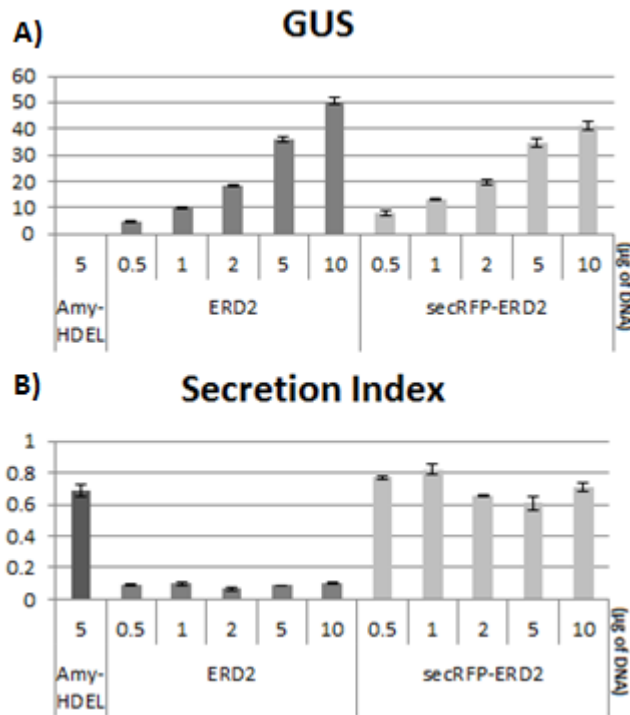 A)
GUS
60
50
40
30
20
10
0
5 0.5 1 2 5 10 0.5 1 2 5 10
(µg of DNA)
Amy-
HDEL
ERD2 secRFP-ERD2
B)
Secretion Index
1
0.8
0.6
0.4
0.2
0
5 0.5 1 2 5 10 0.5 1 2 5 10
(µg of DNA)
Amy-
HDEL
ERD2 secRFP-ERD2